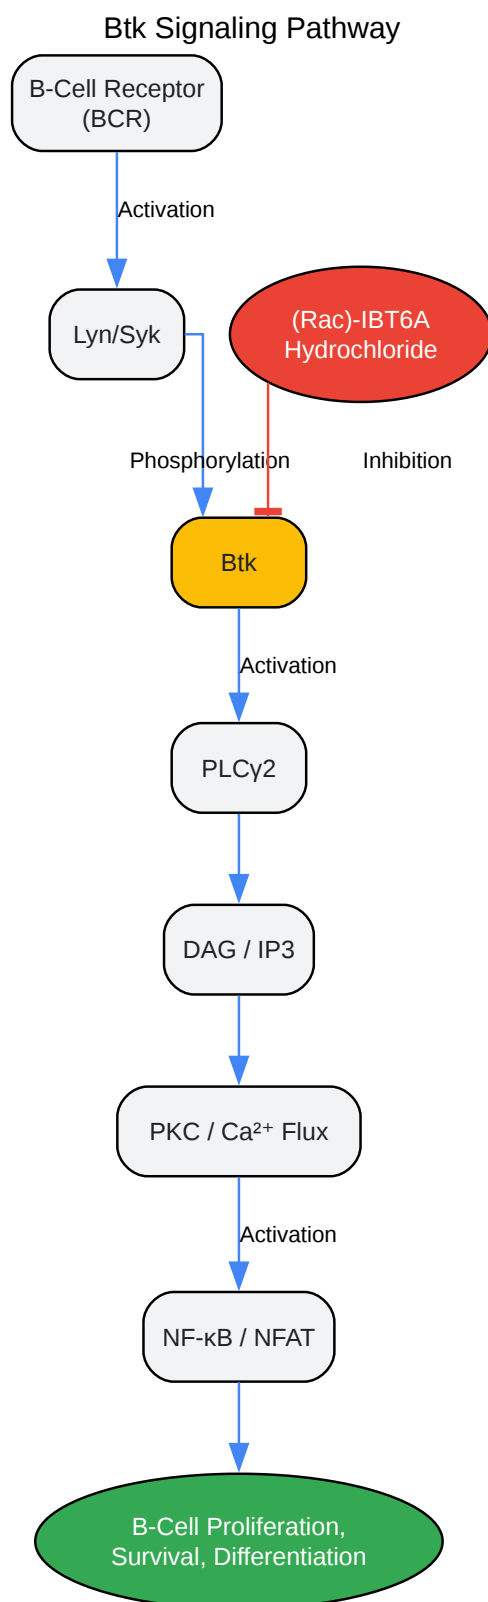 Btk Signaling Pathway
B-Cell Receptor
(BCR)
Activation
Lyn/Syk
(Rac)-IBT6A
Hydrochloride
Phosphorylation
Inhibition
Btk
Activation
PLCγ2
DAG / IP3
PKC / Ca²⁺ Flux
Activation
NF-κB / NFAT
B-Cell Proliferation,
Survival, Differentiation